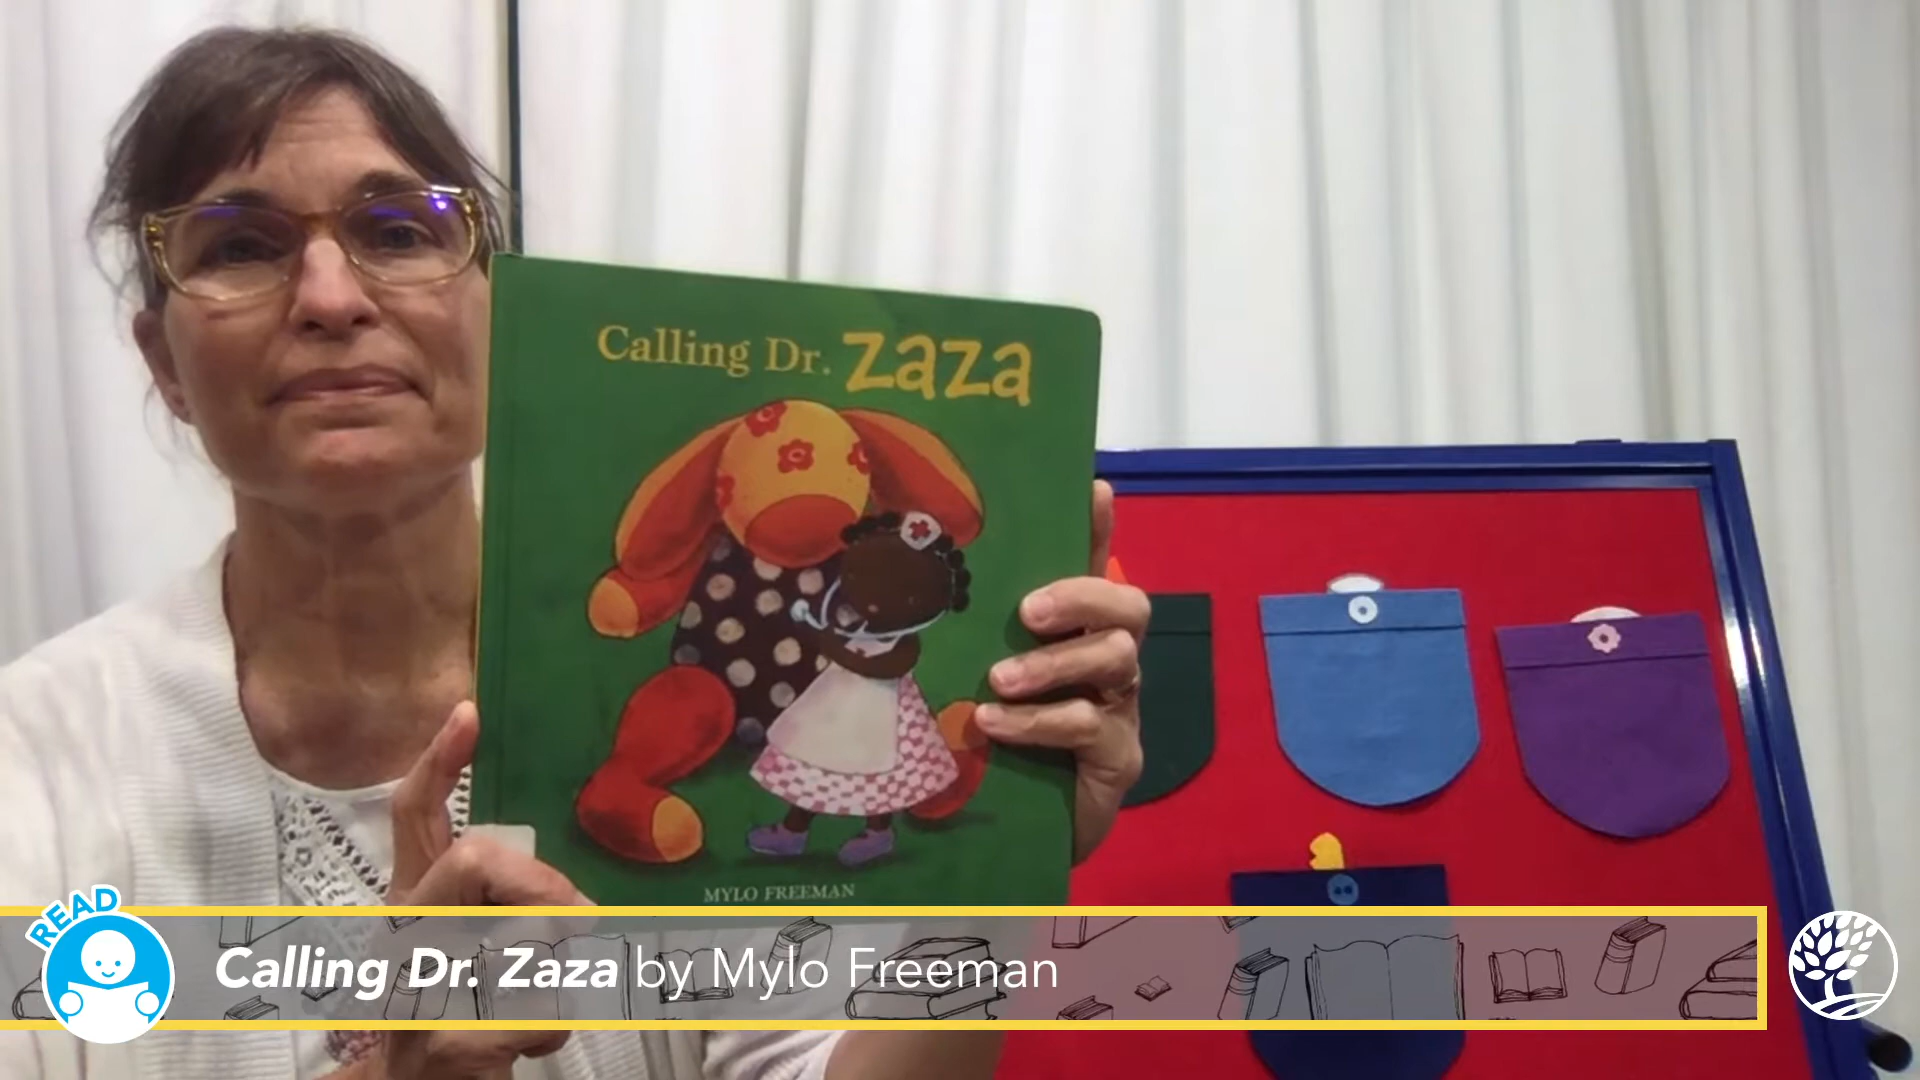 Calling Dr. zaza
MYLO FREEMAN
READ
Calling Dr. Zaza by Mylo Freeman